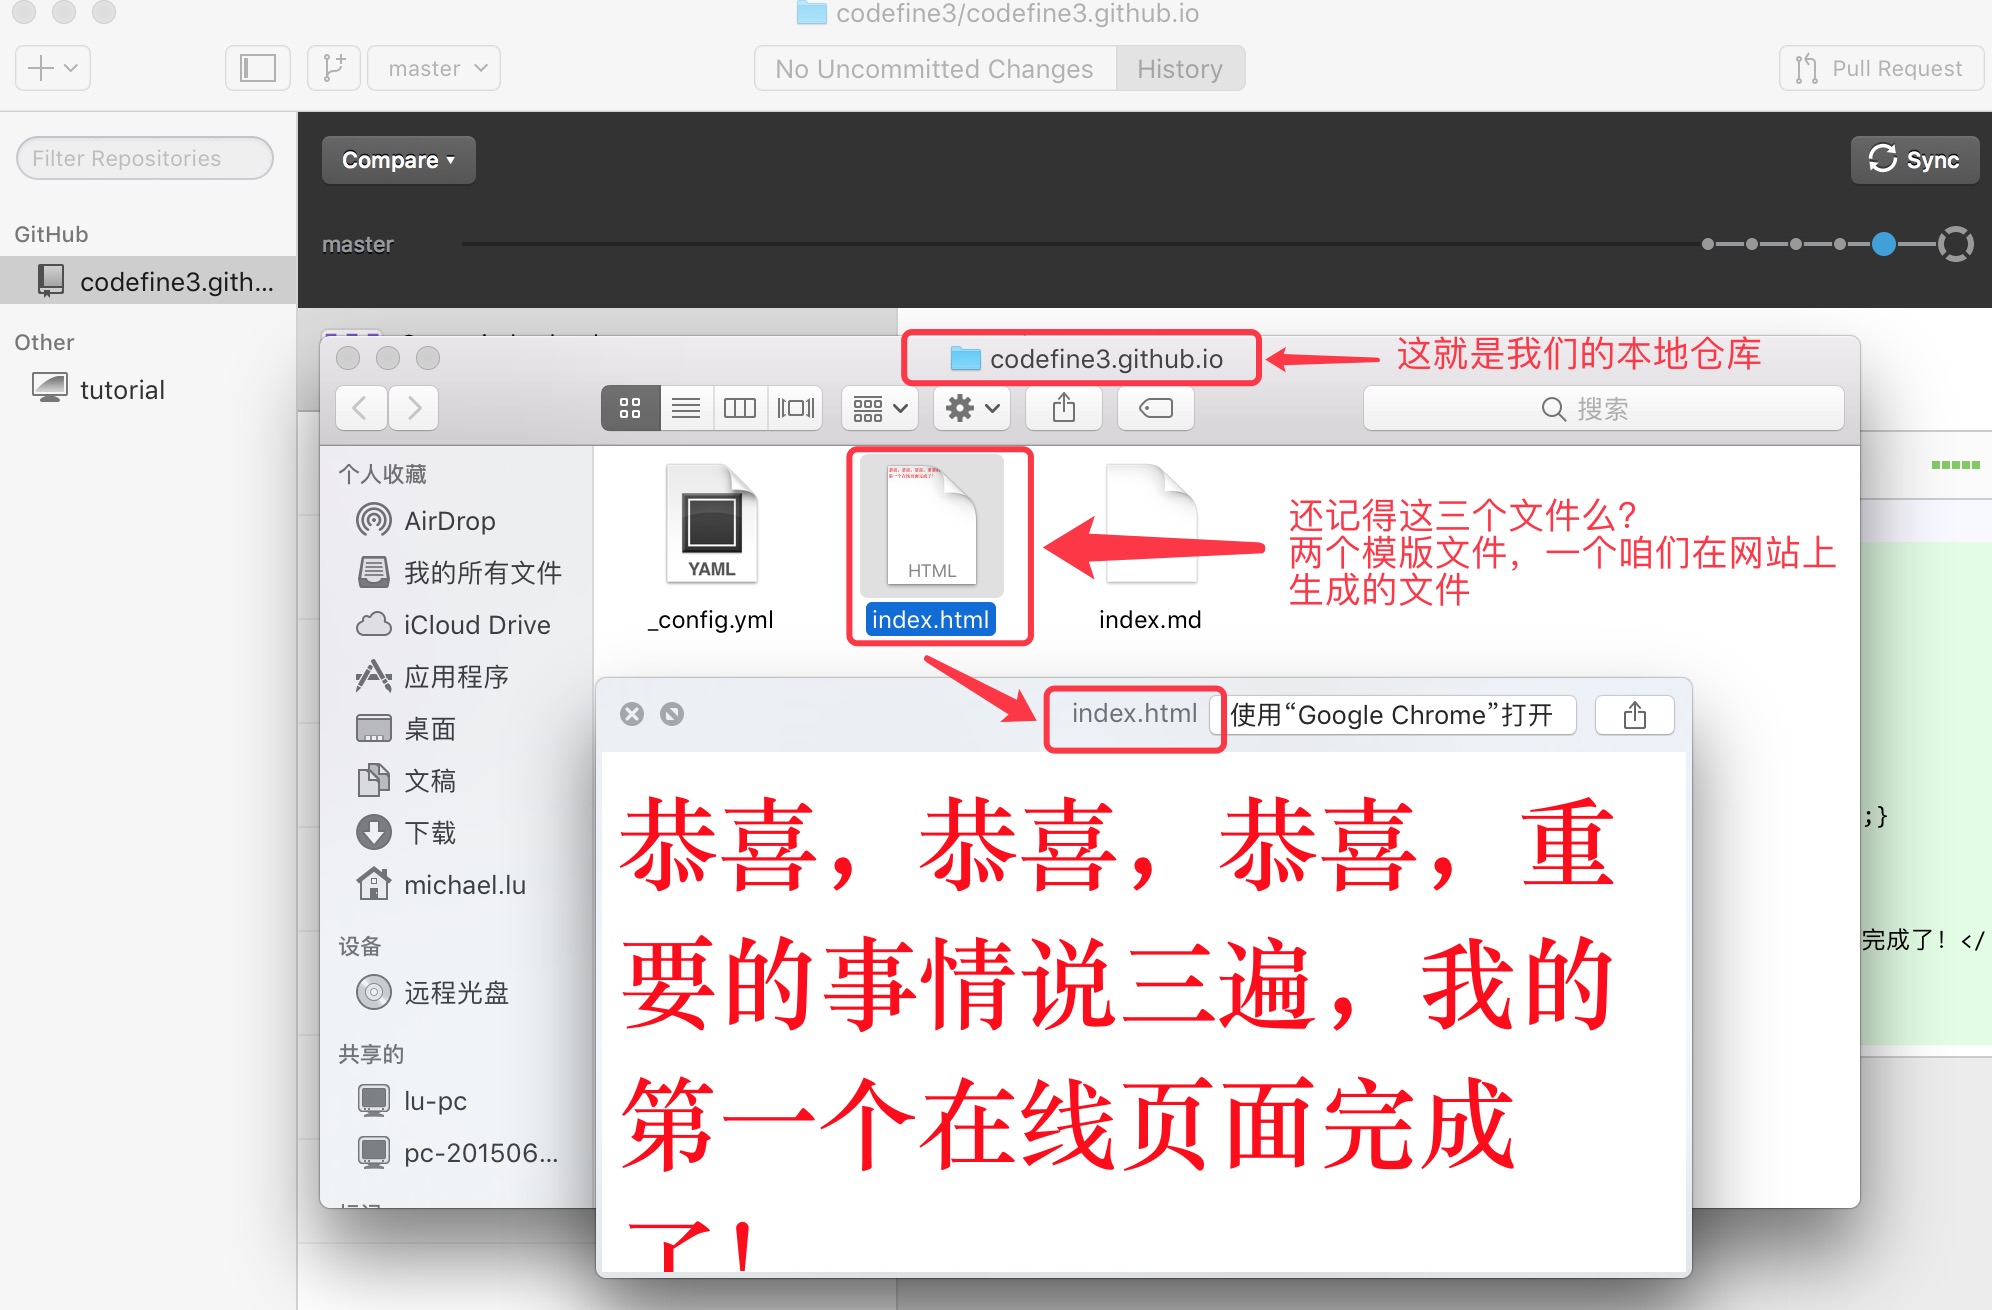 codefine3/codefine3.github.io
master
No Uncommitted Changes
History
Pull Request
Filter Repositories
Compare
Sync
GitHub
master
codefine3.gith...
Other
tutorial
codefine3.github.io
这就是我们的本地仓库
搜索
个人收藏
AirDrop
我的所有文件
iCloud Drive
应用程序
桌面
文稿
下载
michael.lu
设备
远程光盘
共享的
lu-pc
pc-201506...
YAML
_config.yml
HTML
index.html
index.md
还记得这三个文件么?
两个模版文件，一个咱们在网站上
生成的文件
index.html
使用“Google Chrome”打开
恭喜，恭喜，恭喜，重
要的事情说三遍，我的
第一个在线页面完成
了！
;}
完成了！</